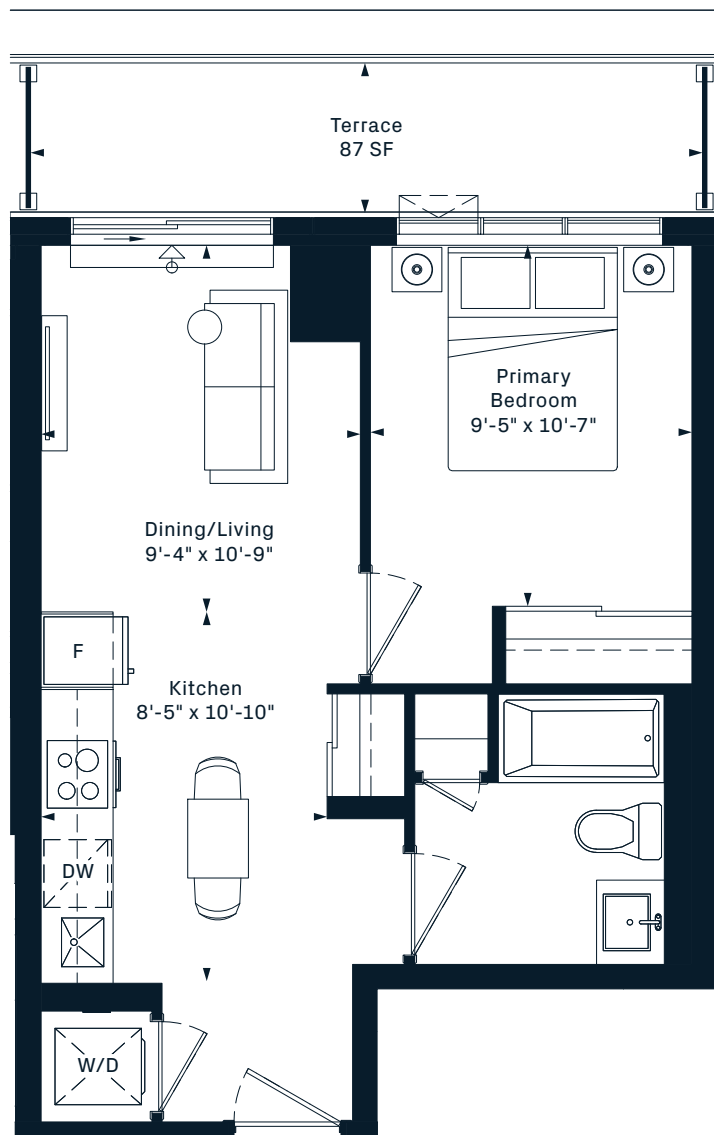 Terrace
87 SF
Primary
Bedroom
9'-5" x 10'-7"
Dining/Living
9'-4" x 10'-9"
F
Kitchen
8'-5" x 10'-10"
DW
W/D